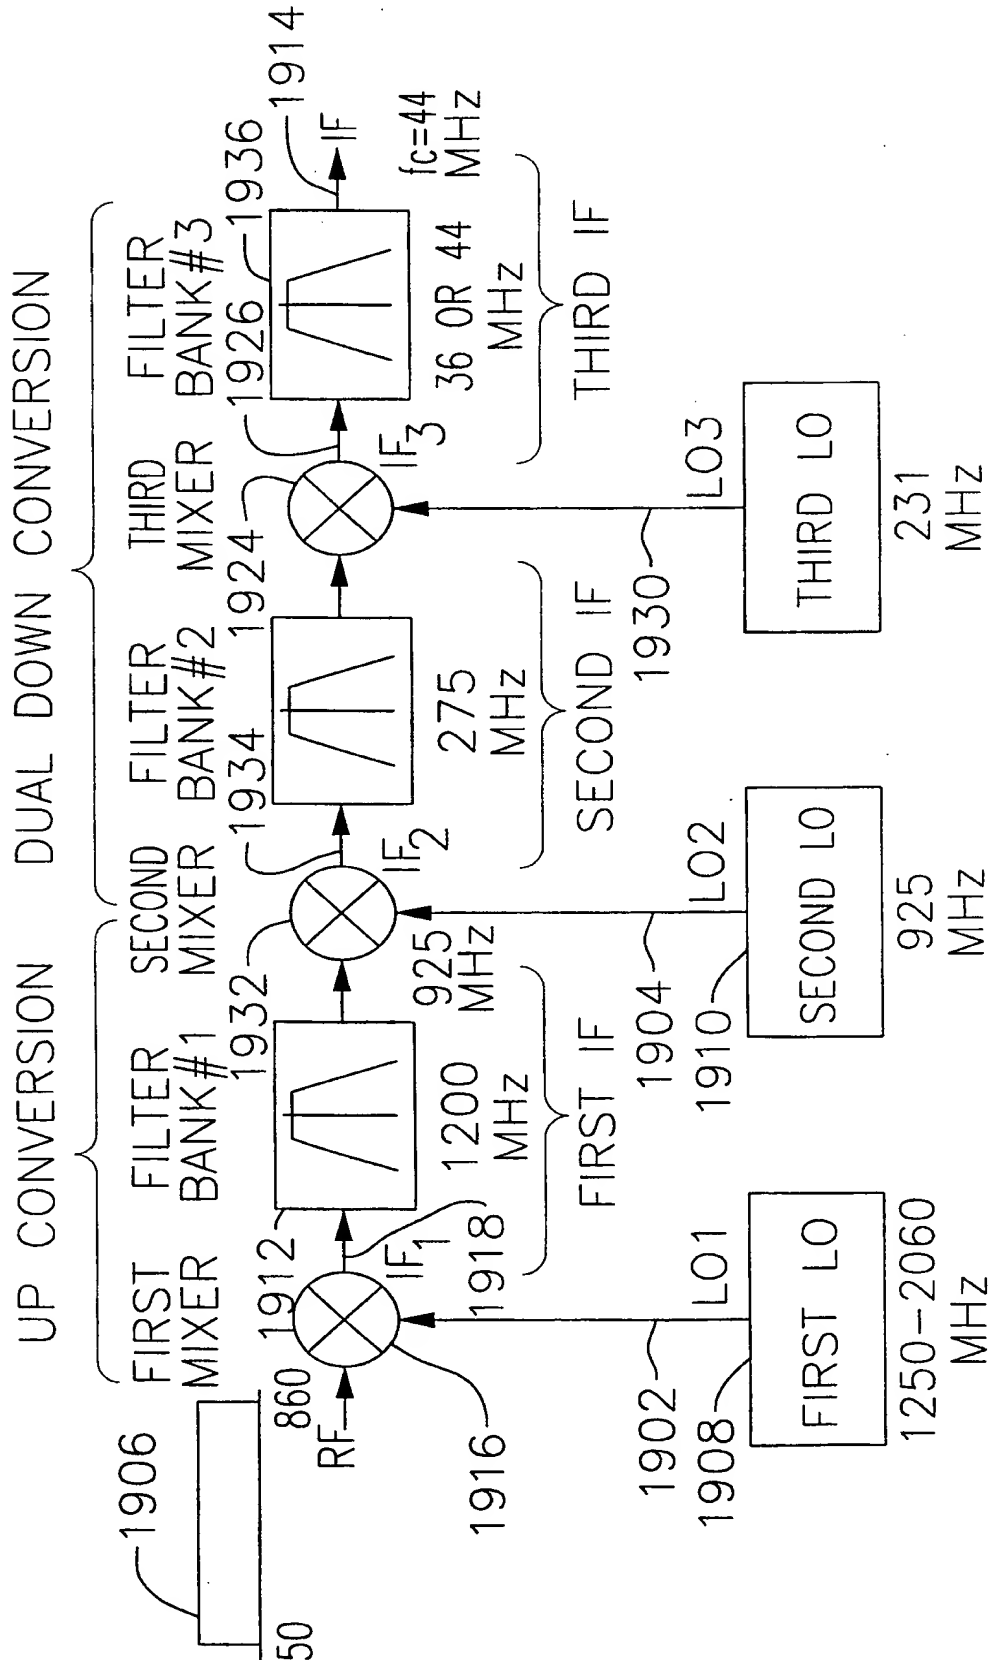 UP CONVERSION
DUAL DOWN CONVERSION
1906
50
860
RF
1916
FIRST
MIXER
1912
IF1
1918
FILTER
BANK#1
1200
MHz
FIRST IF
SECOND
MIXER
1932
925
MHz
IF2
1934
FILTER
BANK#2
275
MHz
SECOND IF
THIRD
MIXER
1924
IF3
1926
FILTER
BANK#3
1936
36 OR 44
MHz
THIRD IF
1914
IF
fc=44
MHz
1902
LO1
1908
FIRST LO
1250-2060
MHz
1904
LO2
1910
SECOND LO
925
MHz
1930
LO3
THIRD LO
231
MHz